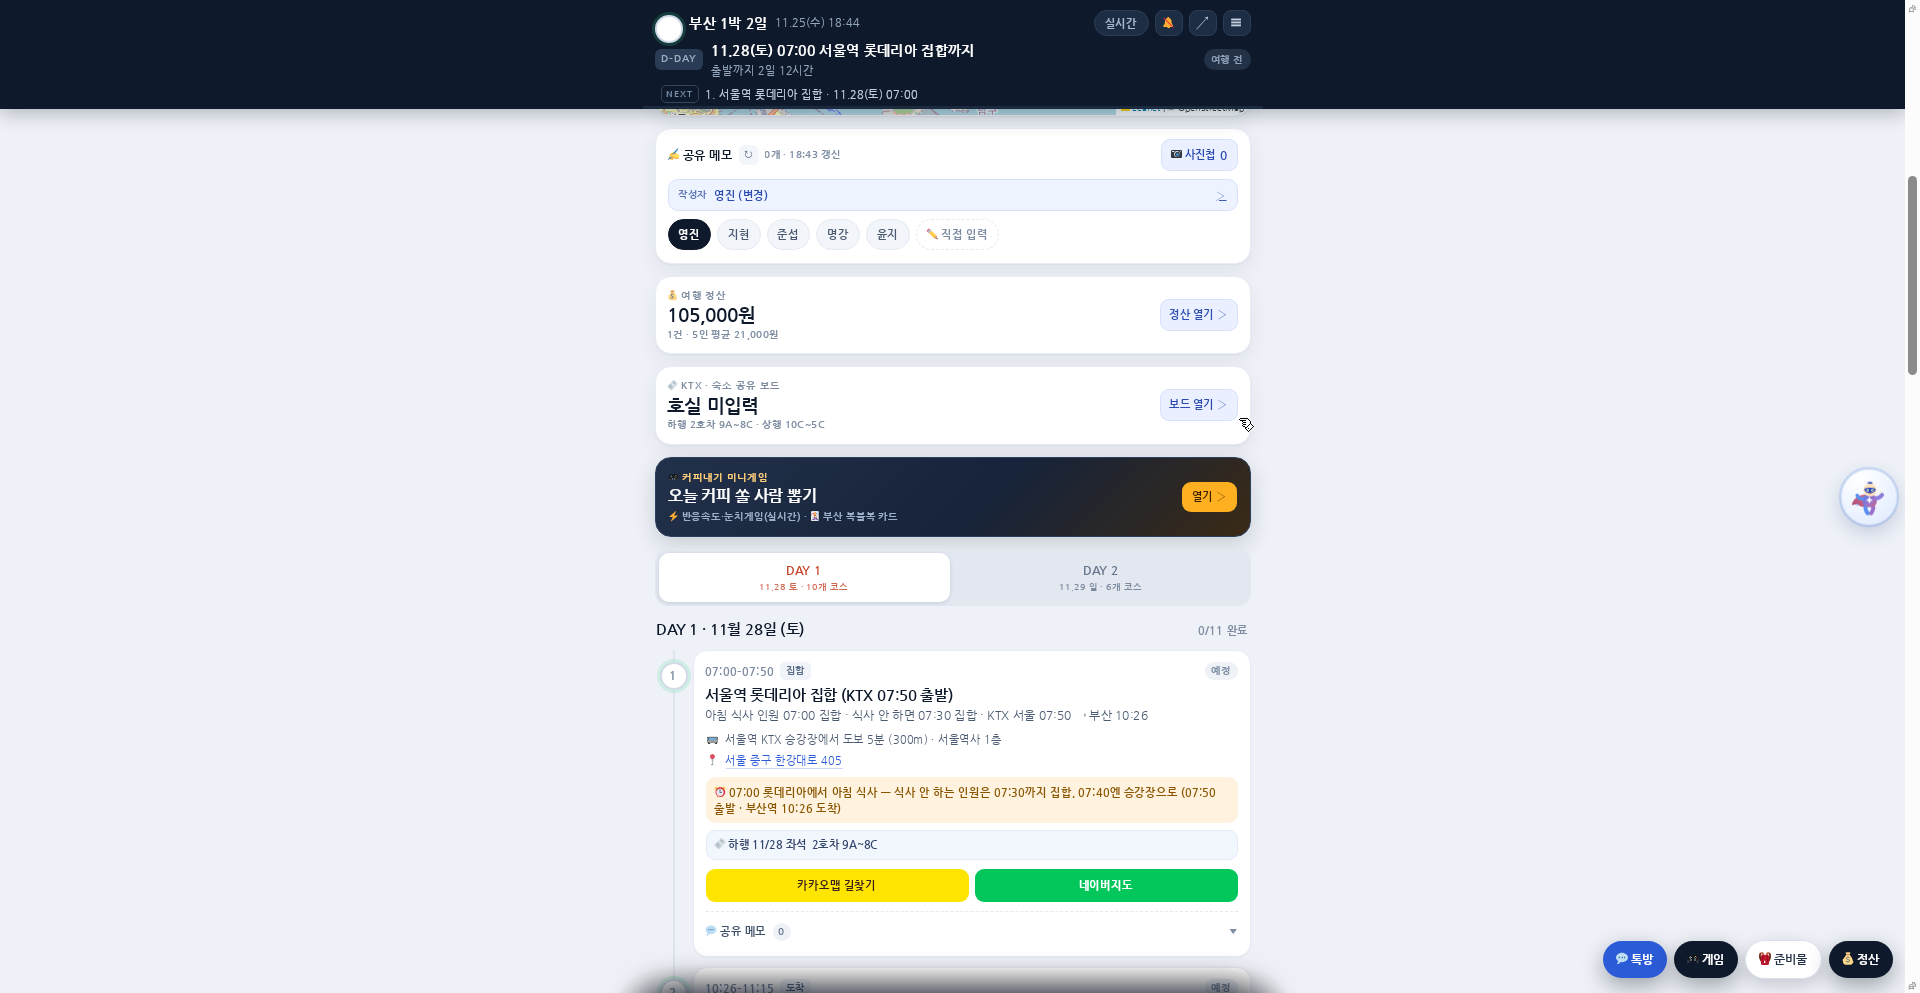 부산 1박 2일 11.25(수) 18:44
실시간
D-DAY 11.28(토) 07:00 서울역 롯데리아 집합까지
출발까지 2일 12시간
여행 전
NEXT 1. 서울역 롯데리아 집합 · 11.28(토) 07:00
✍️ 공유 메모 ↻ 0개 · 18:43 갱신
📷 사진첩 0
작성자 영진 (변경)
영진 지현 준섭 명강 윤지 ✏️ 직접 입력
💰 여행 정산
105,000원
1건 · 5인 평균 21,000원
정산 열기 >
KTX · 숙소 공유 보드
호실 미입력
하행 2호차 9A~8C · 상행 10C~5C
보드 열기 >
커피내기 미니게임
오늘 커피 쏠 사람 뽑기
⚡ 반응속도·눈치게임(실시간) · 🃏 부산 복불복 카드
열기 >
DAY 1
11.28 토 · 10개 코스
DAY 2
11.29 일 · 6개 코스
DAY 1 · 11월 28일 (토)
0/11 완료
1
07:00-07:50 집합
예정
서울역 롯데리아 집합 (KTX 07:50 출발)
아침 식사 인원 07:00 집합 · 식사 안 하면 07:30 집합 · KTX 서울 07:50 → 부산 10:26
서울역 KTX 승강장에서 도보 5분 (300m) · 서울역사 1층
📍 서울 중구 한강대로 405
⏰ 07:00 롯데리아에서 아침 식사 — 식사 안 하는 인원은 07:30까지 집합, 07:40엔 승강장으로 (07:50
출발 · 부산역 10:26 도착)
하행 11/28 좌석 2호차 9A~8C
카카오맵 길찾기
네이버지도
💬 공유 메모 0 ▼
2
10:26-11:15 도착
예정
💬 톡방
🎮 게임
🎒 준비물
💰 정산